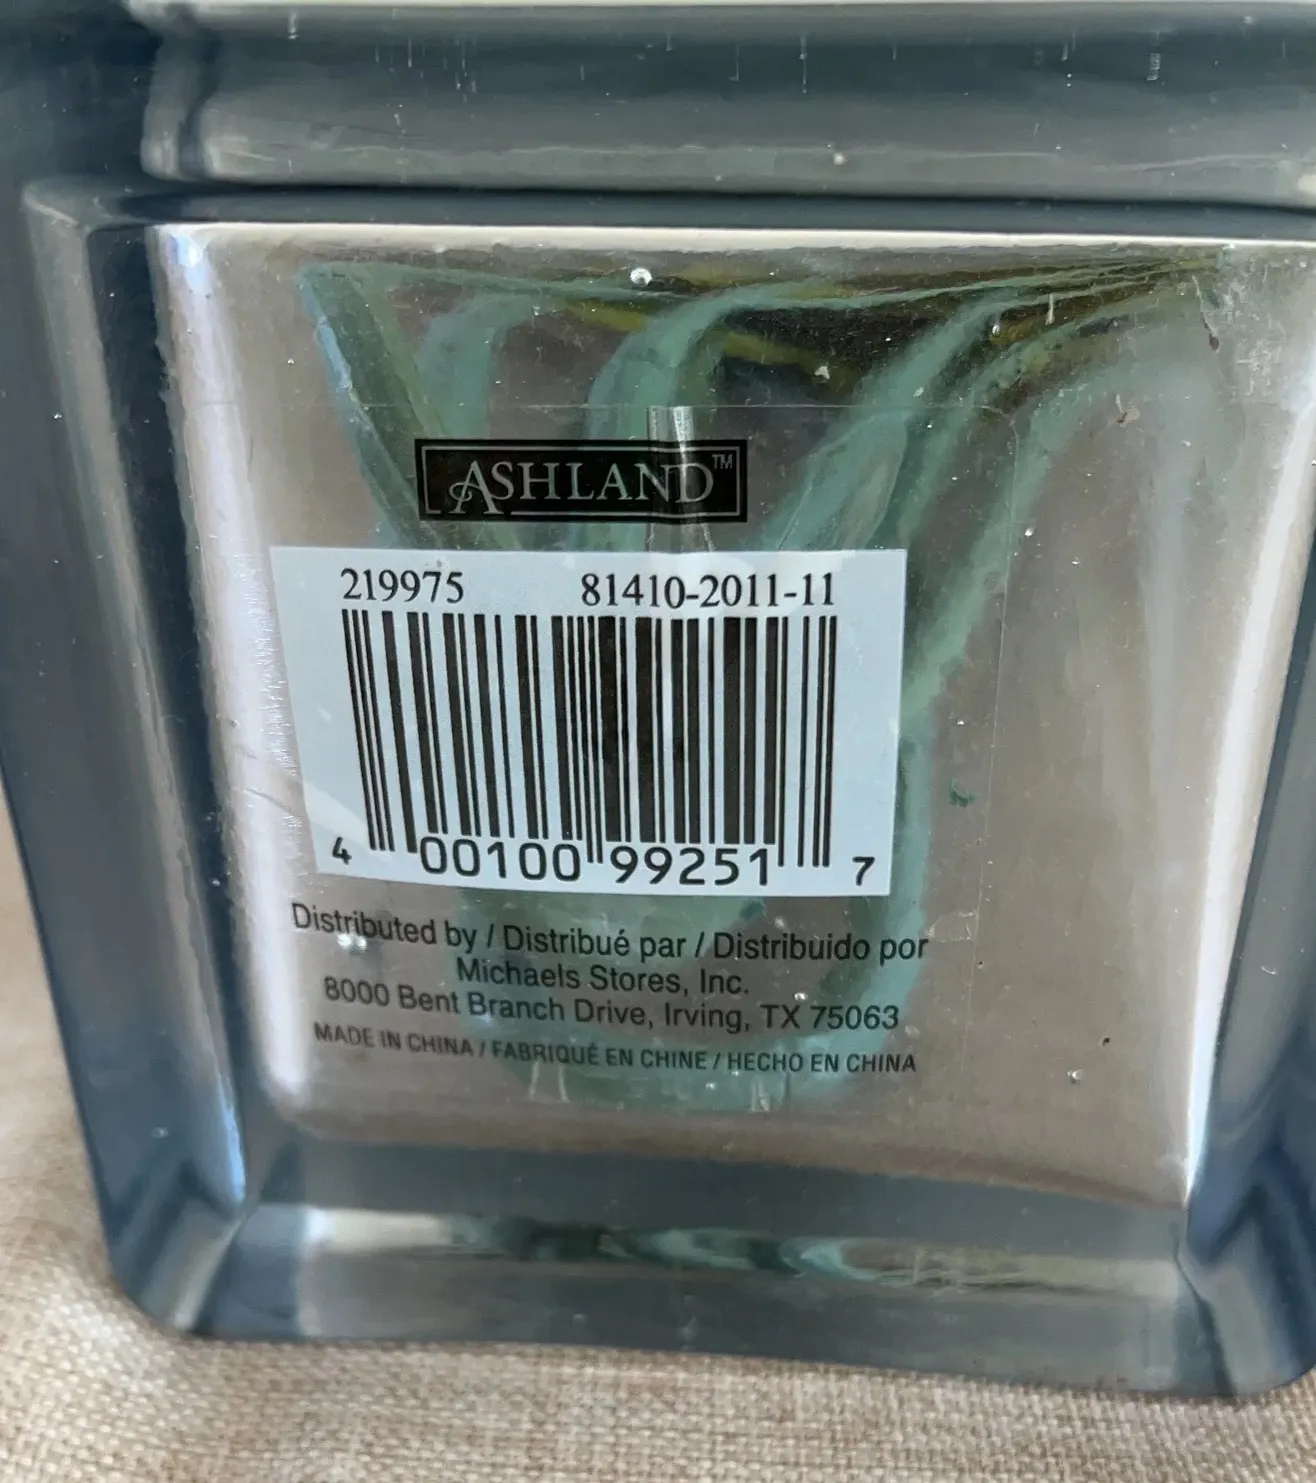 ASHLAND™
219975 81410-2011-11
4 00100 99251 7
Distributed by / Distribué par / Distribuido por
Michaels Stores, Inc.
8000 Bent Branch Drive, Irving, TX 75063
MADE IN CHINA / FABRIQUÉ EN CHINE / HECHO EN CHINA